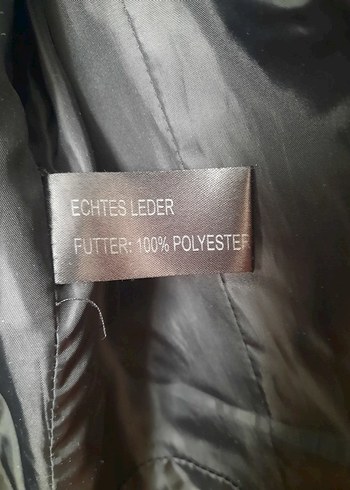 ECHTES LEDER
FUTTER: 100% POLYESTER